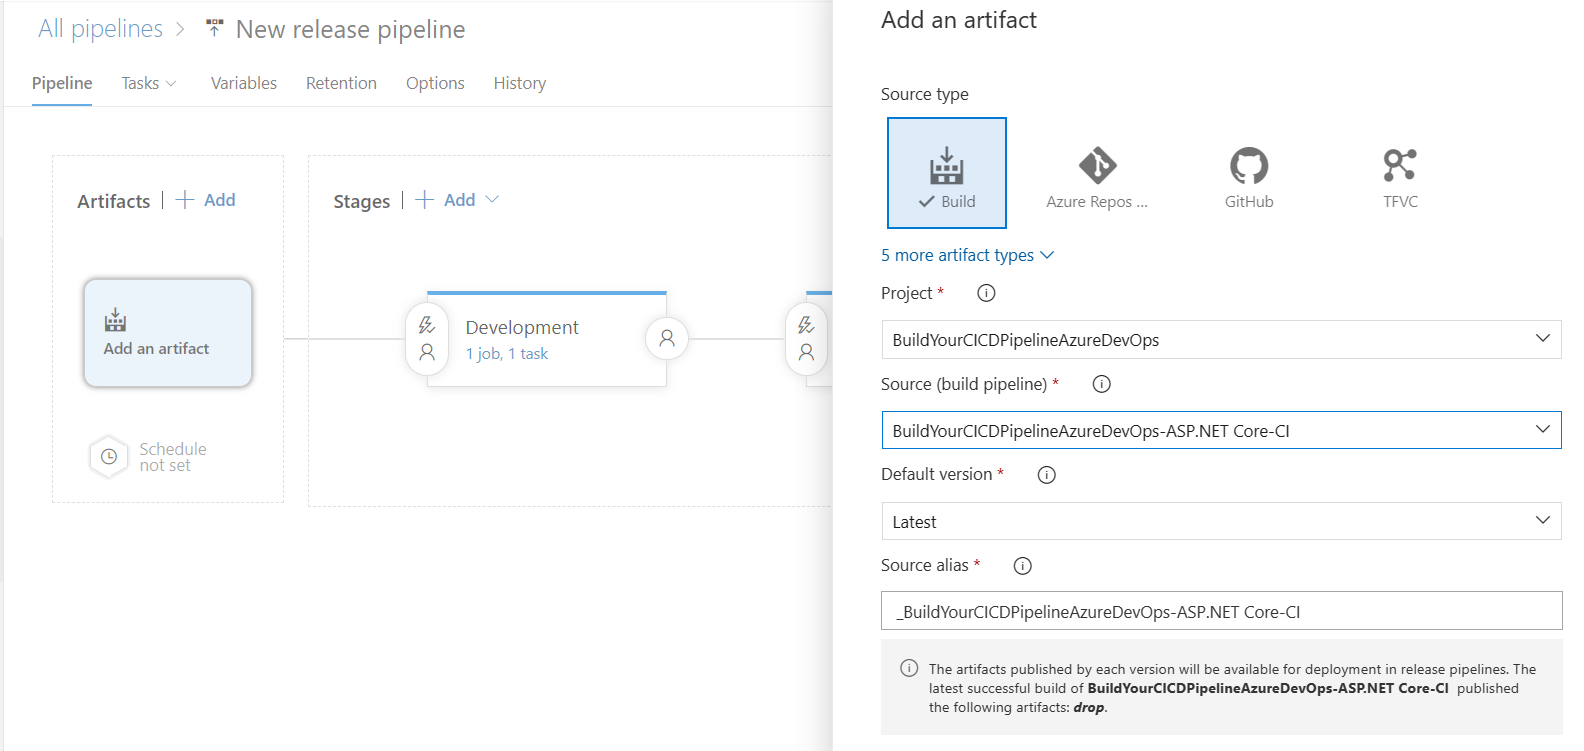 All pipelines > New release pipeline
Pipeline Tasks Variables Retention Options History
Artifacts | + Add
Add an artifact
Schedule
not set
Stages | + Add
Development
1 job, 1 task
Add an artifact
Source type
Build Azure Repos ... GitHub TFVC
5 more artifact types
Project *
BuildYourCICDPipelineAzureDevOps
Source (build pipeline) *
BuildYourCICDPipelineAzureDevOps-ASP.NET Core-CI
Default version *
Latest
Source alias *
_BuildYourCICDPipelineAzureDevOps-ASP.NET Core-CI
The artifacts published by each version will be available for deployment in release pipelines. The
latest successful build of BuildYourCICDPipelineAzureDevOps-ASP.NET Core-CI published
the following artifacts: drop.